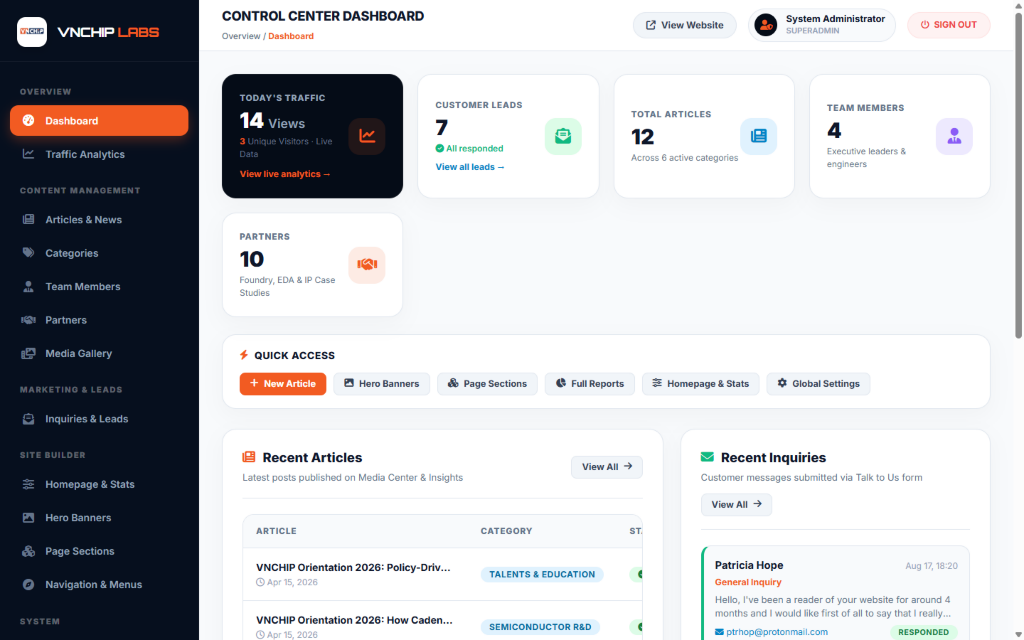 VNCHIP
VNCHIP LABS
OVERVIEW
Dashboard
Traffic Analytics
CONTENT MANAGEMENT
Articles & News
Categories
Team Members
Partners
Media Gallery
MARKETING & LEADS
Inquiries & Leads
SITE BUILDER
Homepage & Stats
Hero Banners
Page Sections
Navigation & Menus
SYSTEM
CONTROL CENTER DASHBOARD
Overview / Dashboard
View Website
System Administrator
SUPERADMIN
SIGN OUT
TODAY'S TRAFFIC
14 Views
3 Unique Visitors · Live
Data
View live analytics →
CUSTOMER LEADS
7
All responded
View all leads →
TOTAL ARTICLES
12
Across 6 active categories
TEAM MEMBERS
4
Executive leaders &
engineers
PARTNERS
10
Foundry, EDA & IP Case
Studies
QUICK ACCESS
+ New Article
Hero Banners
Page Sections
Full Reports
Homepage & Stats
Global Settings
Recent Articles
Latest posts published on Media Center & Insights
View All →
ARTICLE CATEGORY ST
VNCHIP Orientation 2026: Policy-Driv...
Apr 15, 2026
TALENTS & EDUCATION
VNCHIP Orientation 2026: How Caden...
Apr 15, 2026
SEMICONDUCTOR R&D
Recent Inquiries
Customer messages submitted via Talk to Us form
View All →
Patricia Hope
Aug 17, 18:20
General Inquiry
Hello, I've been a reader of your website for around 4
months and I would like first of all to say that I really...
ptrhop@protonmail.com
RESPONDED